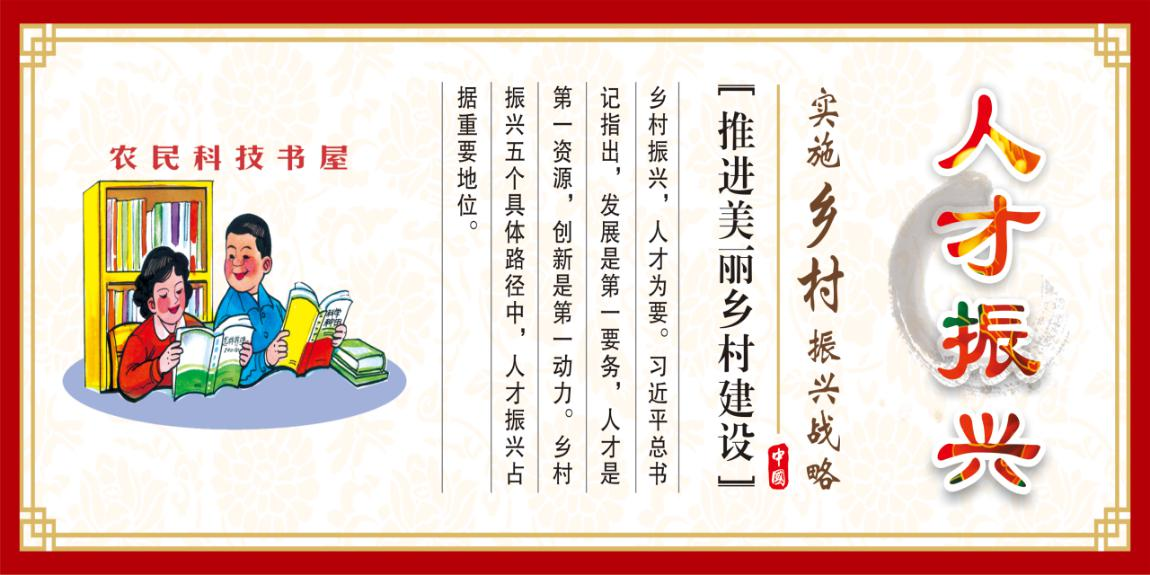 人才振兴
实施乡村振兴战略
中國
【推进美丽乡村建设】
乡村振兴，人才为要。习近平总书
记指出，发展是第一要务，人才是
第一资源，创新是第一动力。乡村
振兴五个具体路径中，人才振兴占
据重要地位。
农民科技书屋
科学